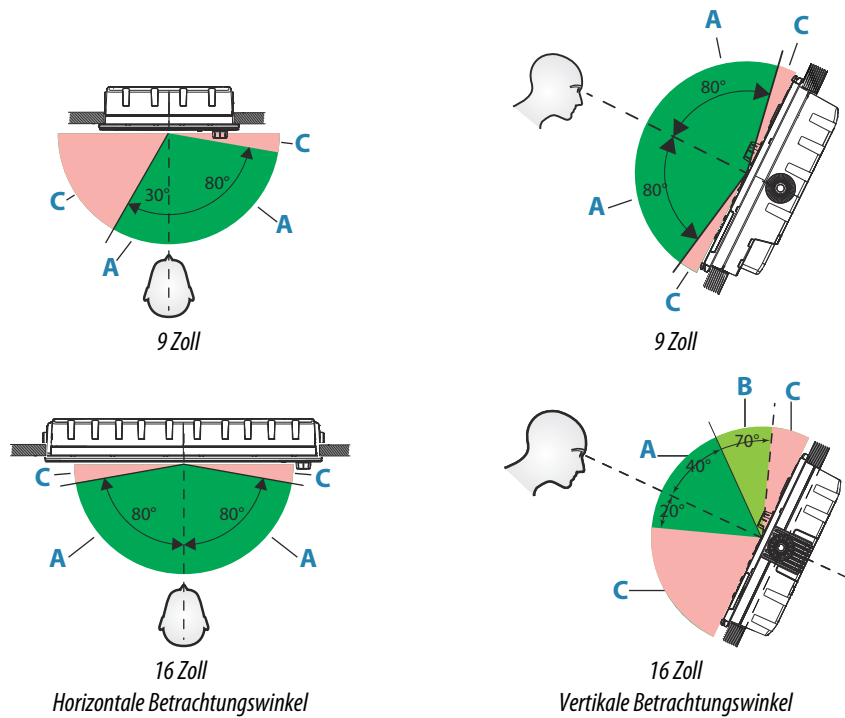 A
C
80°
80°
A
C
9 Zoll
C
30°
80°
C
A
A
9 Zoll
B
C
A
70°
40°
20°
C
16 Zoll
Vertikale Betrachtungswinkel
C
C
80°
80°
A
A
16 Zoll
Horizontale Betrachtungswinkel